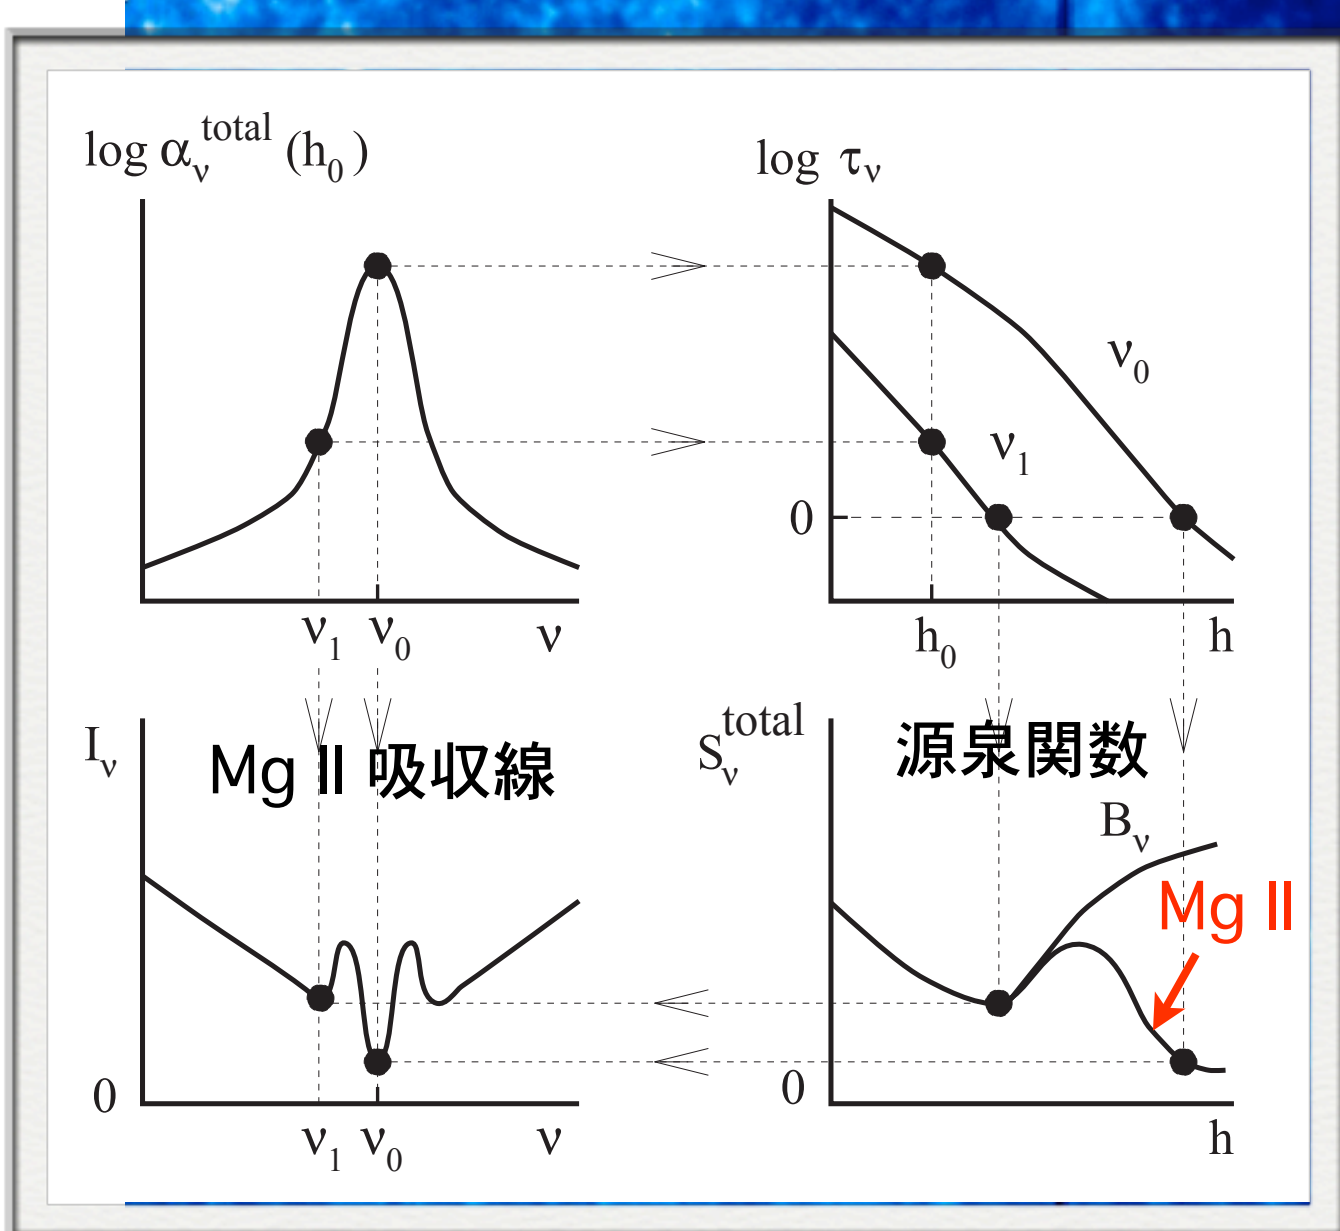 log α_ν^total (h_0)
log τ_ν
ν_0
ν_1
0
ν_1 ν_0 ν
h_0 h
I_ν
Mg II 吸収線
S_ν^total
源泉関数
B_ν
Mg II
0
0
ν_1 ν_0 ν
h